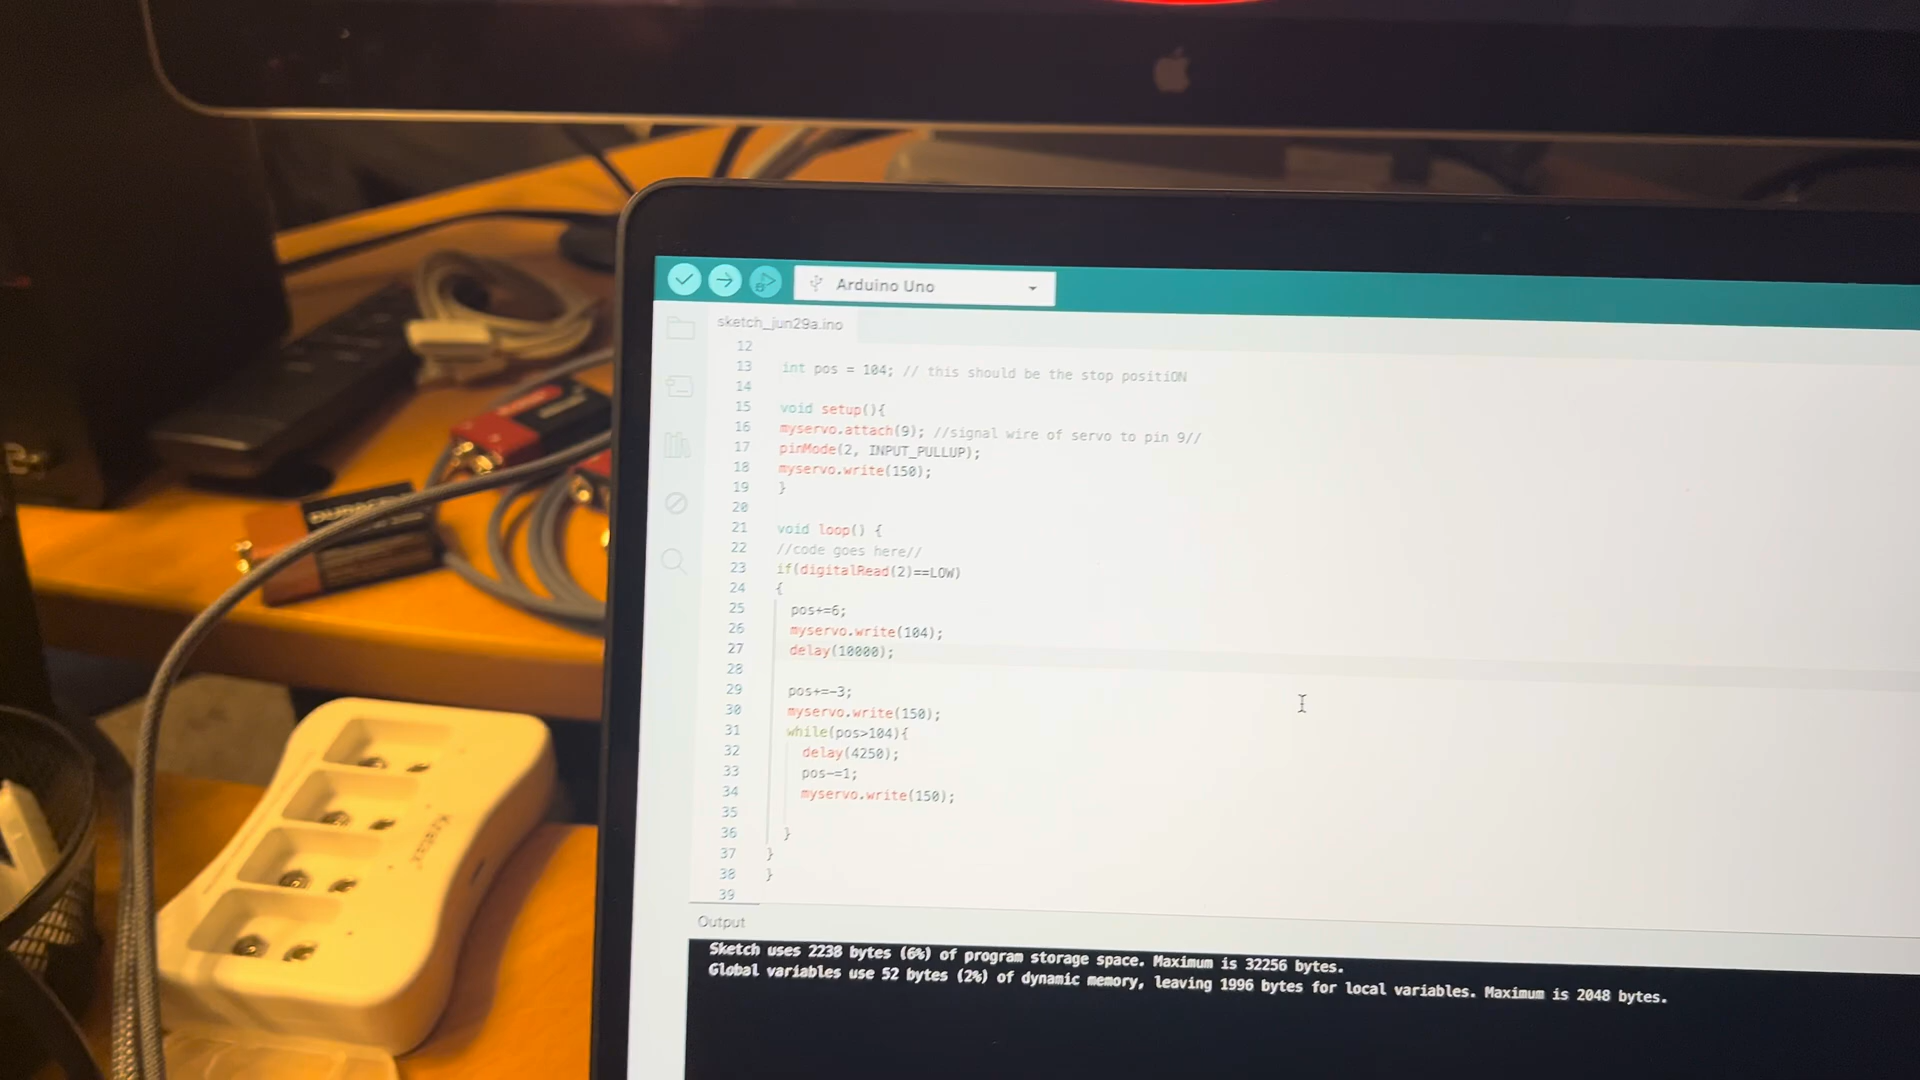 Arduino Uno
sketch_jun29a.ino
12
13 int pos = 104; // this should be the stop positiON
14
15 void setup(){
16 myservo.attach(9); //signal wire of servo to pin 9//
17 pinMode(2, INPUT_PULLUP);
18 myservo.write(150);
19 }
20
21 void loop() {
22 //code goes here//
23 if(digitalRead(2)==LOW)
24 {
25 pos+=6;
26 myservo.write(104);
27 delay(10000);
28
29 pos+=-3;
30 myservo.write(150);
31 while(pos>104){
32 delay(4250);
33 pos-=1;
34 myservo.write(150);
35
36 }
37 }
38 }
39
Output
Sketch uses 2238 bytes (6%) of program storage space. Maximum is 32256 bytes.
Global variables use 52 bytes (2%) of dynamic memory, leaving 1996 bytes for local variables. Maximum is 2048 bytes.
DURACELL